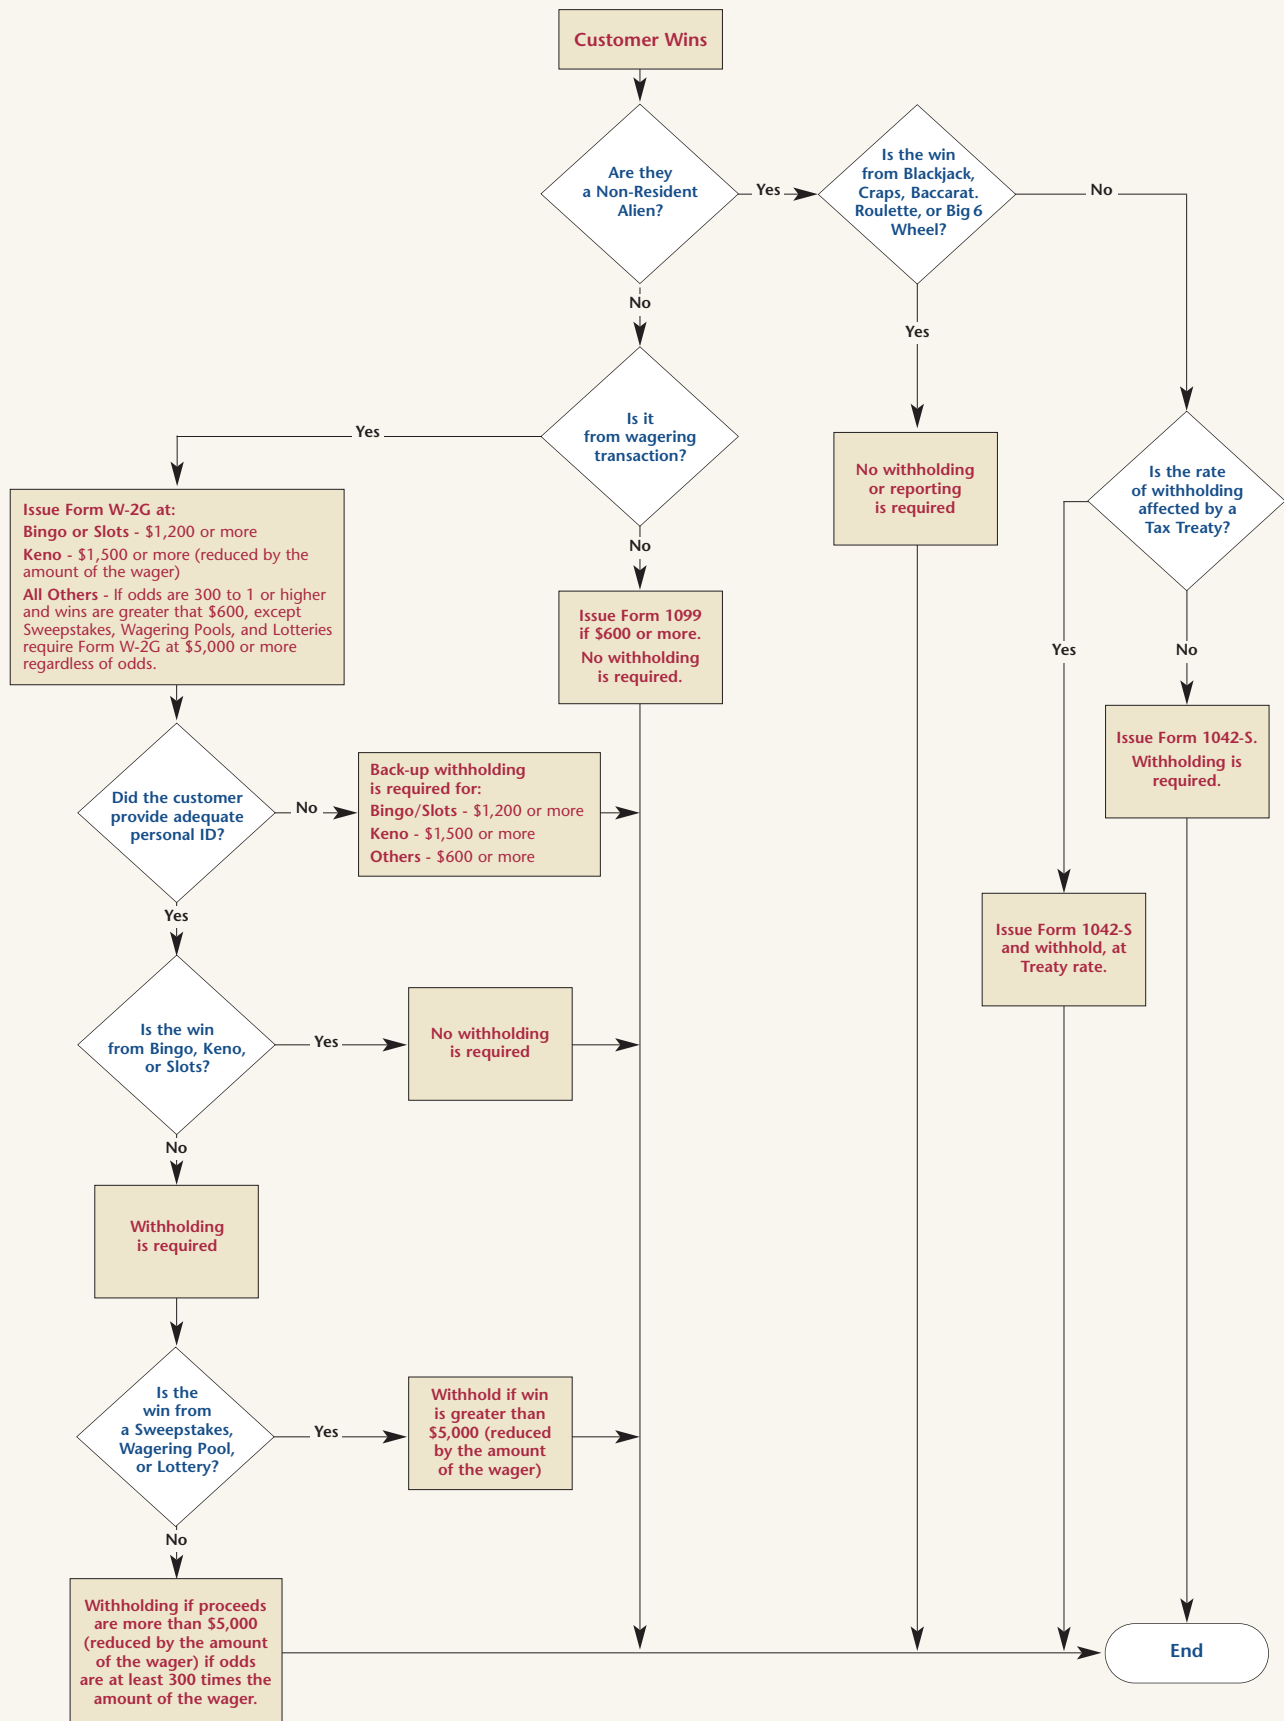 Customer Wins
Are they
a Non-Resident
Alien?
Yes
Is the win
from Blackjack,
Craps, Baccarat.
Roulette, or Big 6
Wheel?
No
No
Yes
Is it
from wagering
transaction?
Yes
No withholding
or reporting
is required
Is the rate
of withholding
affected by a
Tax Treaty?
Issue Form W-2G at:
Bingo or Slots - $1,200 or more
Keno - $1,500 or more (reduced by the
amount of the wager)
All Others - If odds are 300 to 1 or higher
and wins are greater that $600, except
Sweepstakes, Wagering Pools, and Lotteries
require Form W-2G at $5,000 or more
regardless of odds.
No
Issue Form 1099
if $600 or more.
No withholding
is required.
Yes
No
Issue Form 1042-S.
Withholding is
required.
Did the customer
provide adequate
personal ID?
No
Back-up withholding
is required for:
Bingo/Slots - $1,200 or more
Keno - $1,500 or more
Others - $600 or more
Yes
Issue Form 1042-S
and withhold, at
Treaty rate.
Is the win
from Bingo, Keno,
or Slots?
Yes
No withholding
is required
No
Withholding
is required
Is the
win from
a Sweepstakes,
Wagering Pool,
or Lottery?
Yes
Withhold if win
is greater than
$5,000 (reduced
by the amount
of the wager)
No
Withholding if proceeds
are more than $5,000
(reduced by the amount
of the wager) if odds
are at least 300 times the
amount of the wager.
End